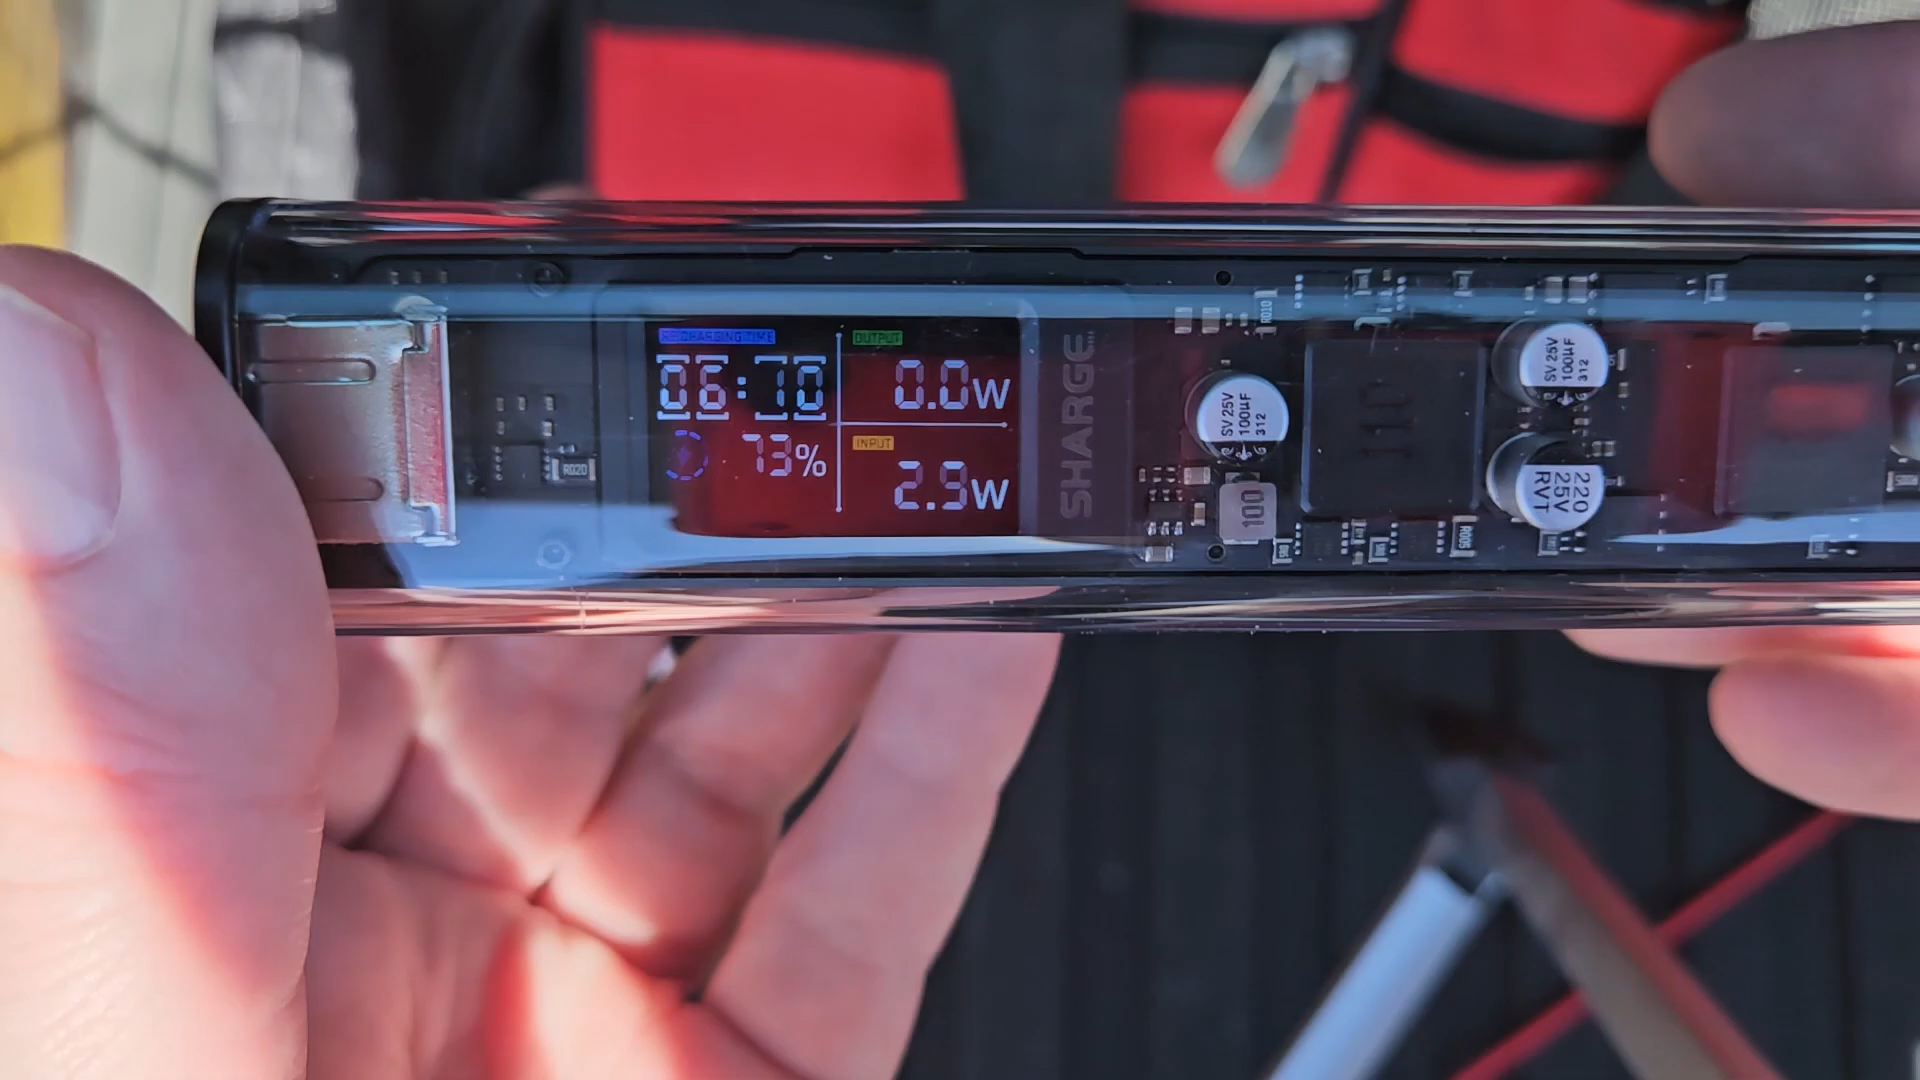 RECHARGING TIME
06:10
73%
OUTPUT
0.0W
INPUT
2.9W
SHARGE
R020
R010
SV 25V
100µF
312
100
SV 25V
100µF
312
220
25V
RVT
R005